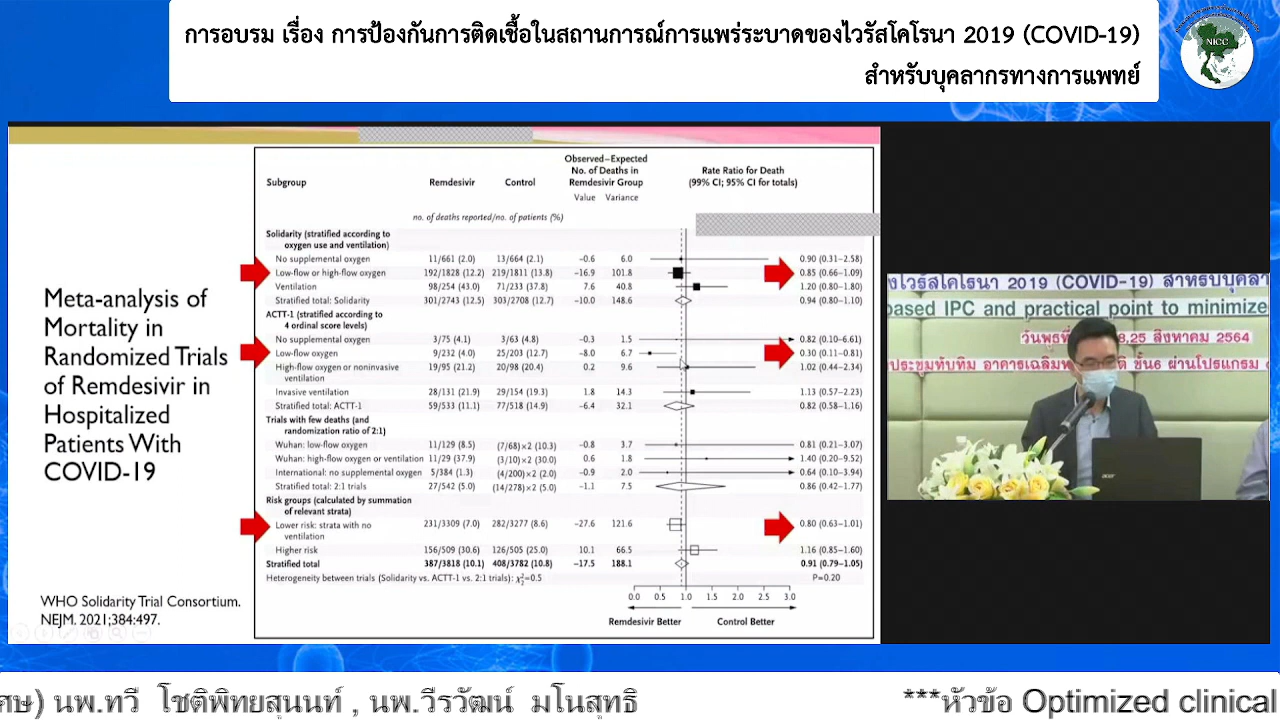 การอบรม เรื่อง การป้องกันการติดเชื้อในสถานการณ์การแพร่ระบาดของไวรัสโคโรนา 2019 (COVID-19)
สำหรับบุคลากรทางการแพทย์
NICC
Meta-analysis of
Mortality in
Randomized Trials
of Remdesivir in
Hospitalized
Patients With
COVID-19
WHO Solidarity Trial Consortium.
NEJM. 2021;384:497.
Subgroup Remdesivir Control Observed–Expected No. of Deaths in Remdesivir Group Rate Ratio for Death (99% CI; 95% CI for totals)
Value Variance
no. of deaths reported/no. of patients (%)
Solidarity (stratified according to
oxygen use and ventilation)
No supplemental oxygen 11/661 (2.0) 13/664 (2.1) −0.6 6.0 0.90 (0.31–2.58)
Low-flow or high-flow oxygen 192/1828 (12.2) 219/1811 (13.8) −16.9 101.8 0.85 (0.66–1.09)
Ventilation 98/254 (43.0) 71/233 (37.8) 7.6 40.8 1.20 (0.80–1.80)
Stratified total: Solidarity 301/2743 (12.5) 303/2708 (12.7) −10.0 148.6 0.94 (0.80–1.10)
ACTT-1 (stratified according to
4 ordinal score levels)
No supplemental oxygen 3/75 (4.1) 3/63 (4.8) −0.3 1.5 0.82 (0.10–6.61)
Low-flow oxygen 9/232 (4.0) 25/203 (12.7) −8.0 6.7 0.30 (0.11–0.81)
High-flow oxygen or noninvasive
ventilation 19/95 (21.2) 20/98 (20.4) 0.2 9.6 1.02 (0.44–2.34)
Invasive ventilation 28/131 (21.9) 29/154 (19.3) 1.8 14.3 1.13 (0.57–2.23)
Stratified total: ACTT-1 59/533 (11.1) 77/518 (14.9) −6.4 32.1 0.82 (0.58–1.16)
Trials with few deaths (and
randomization ratio of 2:1)
Wuhan: low-flow oxygen 11/129 (8.5) (7/68)×2 (10.3) −0.8 3.7 0.81 (0.21–3.07)
Wuhan: high-flow oxygen or ventilation 11/29 (37.9) (3/10)×2 (30.0) 0.6 1.8 1.40 (0.20–9.52)
International: no supplemental oxygen 5/384 (1.3) (4/200)×2 (2.0) −0.9 2.0 0.64 (0.10–3.94)
Stratified total: 2:1 trials 27/542 (5.0) (14/278)×2 (5.0) −1.1 7.5 0.86 (0.42–1.77)
Risk groups (calculated by summation
of relevant strata)
Lower risk: strata with no
ventilation 231/3309 (7.0) 282/3277 (8.6) −27.6 121.6 0.80 (0.63–1.01)
Higher risk 156/509 (30.6) 126/505 (25.0) 10.1 66.5 1.16 (0.85–1.60)
Stratified total 387/3818 (10.1) 408/3782 (10.8) −17.5 188.1 0.91 (0.79–1.05)
Heterogeneity between trials (Solidarity vs. ACTT-1 vs. 2:1 trials): χ²₂=0.5 P=0.20
0.0 0.5 1.0 1.5 2.0 2.5 3.0
Remdesivir Better Control Better
งไวรัสโคโรนา 2019 (COVID-19) สำหรับบุคลา
based IPC and practical point to minimize
วันพุธที่ 8,25 สิงหาคม 2564
ประชุมทับทิม อาคารเฉลิมพ ติ ชั้น6 ผ่านโปรแกรม
acer
ศษ) นพ.ทวี โชติพิทยสุนนท์ , นพ.วีรวัฒน์ มโนสุทธิ ***หัวข้อ Optimized clinical